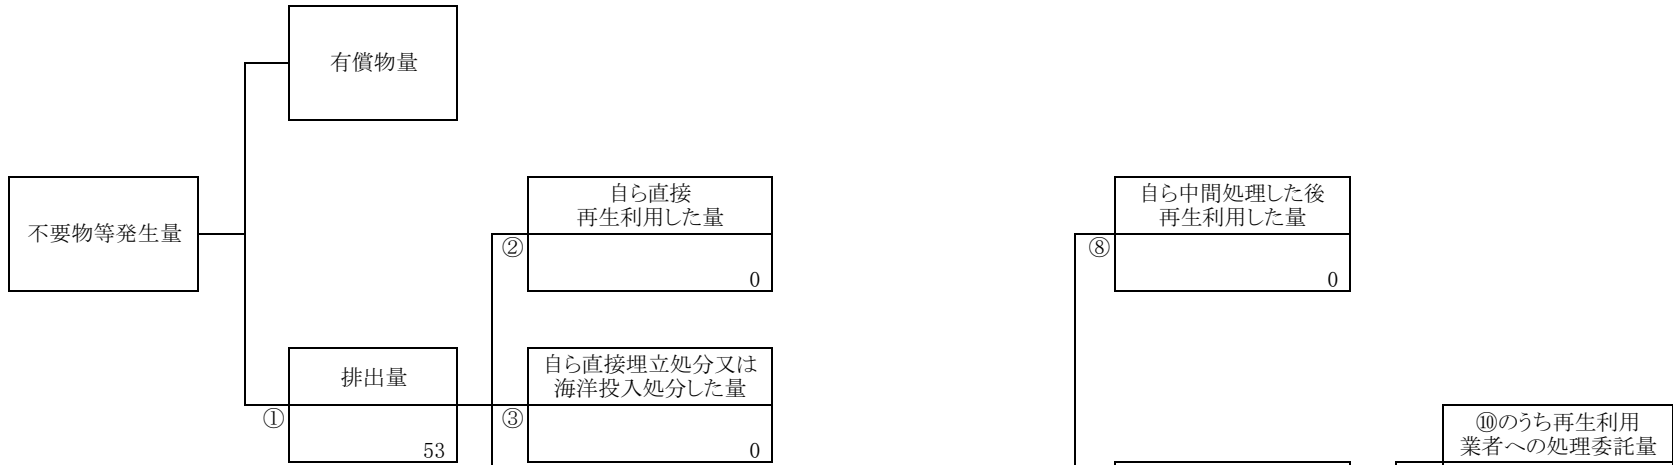 有償物量
不要物等発生量
自ら直接
再生利用した量
②
0
自ら中間処理した後
再生利用した量
⑧
0
排出量
①
53
自ら直接埋立処分又は
海洋投入処分した量
③
0
⑩のうち再生利用
業者への処理委託量